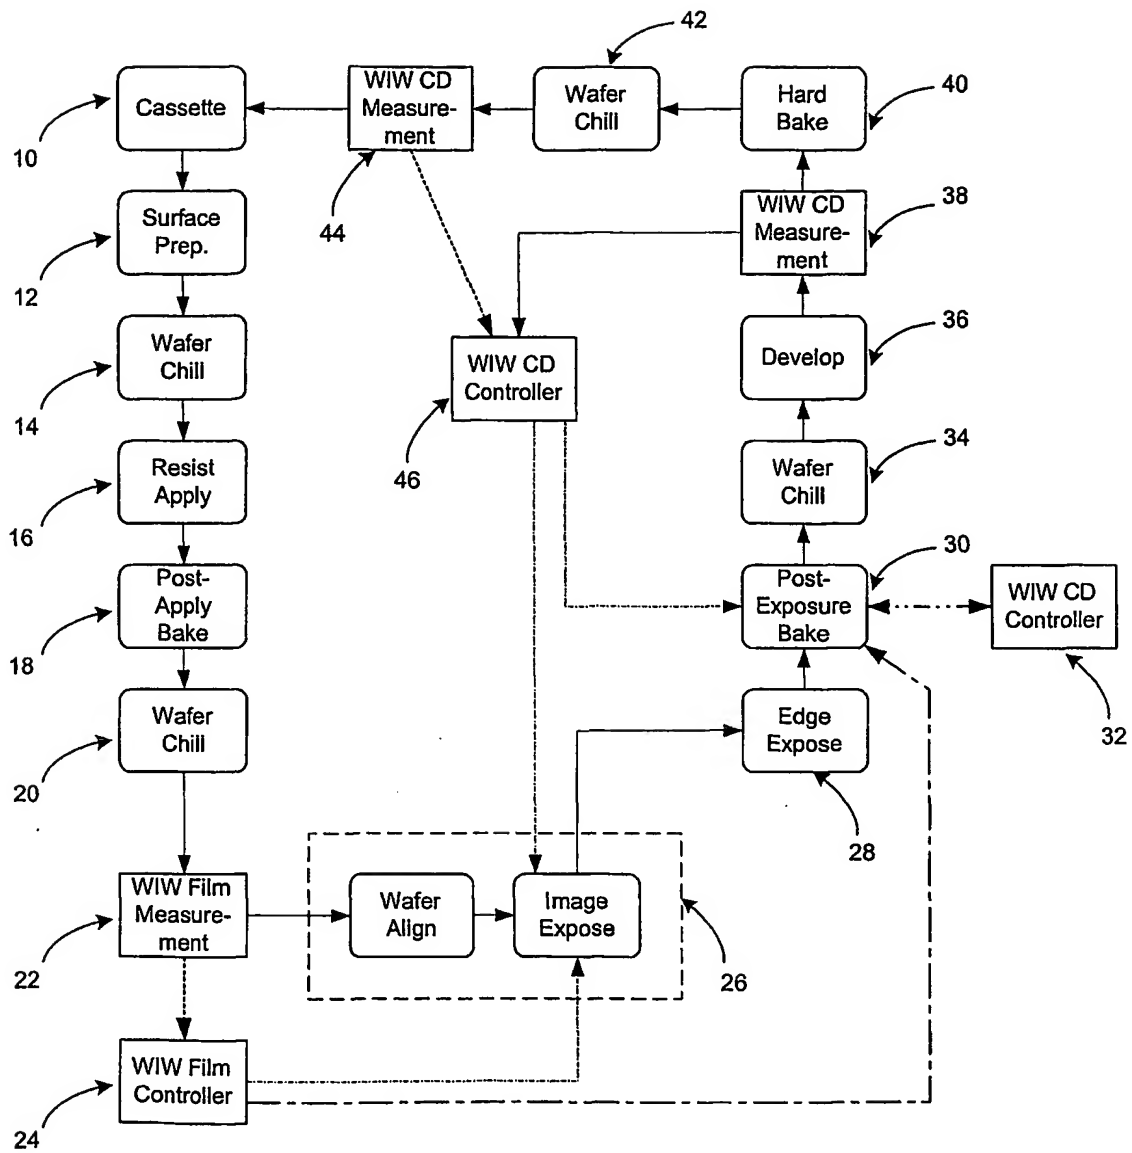 42
Cassette
10
WIW CD
Measure-
ment
44
Wafer
Chill
Hard
Bake
40
Surface
Prep.
12
WIW CD
Measure-
ment
38
Wafer
Chill
14
WIW CD
Controller
46
Develop
36
Resist
Apply
16
Wafer
Chill
34
Post-
Apply
Bake
18
Post-
Exposure
Bake
30
WIW CD
Controller
32
Wafer
Chill
20
Edge
Expose
28
WIW Film
Measure-
ment
22
Wafer
Align
Image
Expose
26
WIW Film
Controller
24